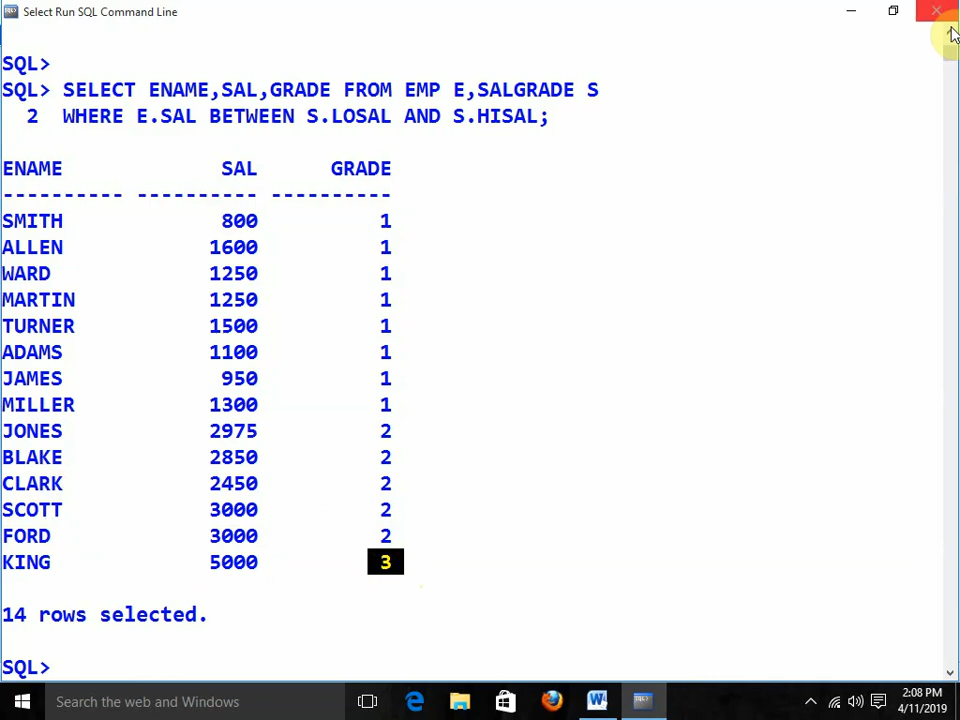 Select Run SQL Command Line
SQL>
SQL> SELECT ENAME,SAL,GRADE FROM EMP E,SALGRADE S
2 WHERE E.SAL BETWEEN S.LOSAL AND S.HISAL;
ENAME SAL GRADE
---------- ---------- ----------
SMITH 800 1
ALLEN 1600 1
WARD 1250 1
MARTIN 1250 1
TURNER 1500 1
ADAMS 1100 1
JAMES 950 1
MILLER 1300 1
JONES 2975 2
BLAKE 2850 2
CLARK 2450 2
SCOTT 3000 2
FORD 3000 2
KING 5000 3
14 rows selected.
SQL>
Search the web and Windows
2:08 PM
4/11/2019